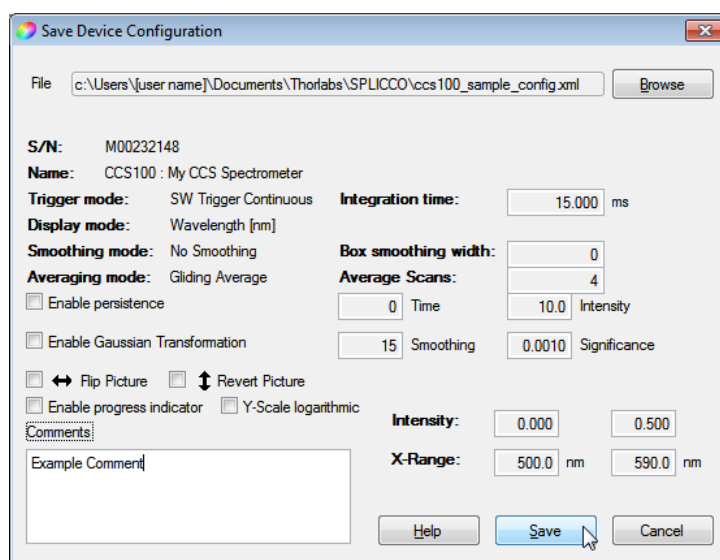 Save Device Configuration
File c:\Users\[user name]\Documents\Thorlabs\SPLICCO\ccs100_sample_config.xml Browse
S/N: M00232148
Name: CCS100 : My CCS Spectrometer
Trigger mode: SW Trigger Continuous Integration time: 15.000 ms
Display mode: Wavelength [nm]
Smoothing mode: No Smoothing Box smoothing width: 0
Averaging mode: Gliding Average Average Scans: 4
Enable persistence 0 Time 10.0 Intensity
Enable Gaussian Transformation 15 Smoothing 0.0010 Significance
Flip Picture Revert Picture
Enable progress indicator Y-Scale logarithmic
Intensity: 0.000 0.500
Comments
Example Comment
X-Range: 500.0 nm 590.0 nm
Help Save Cancel